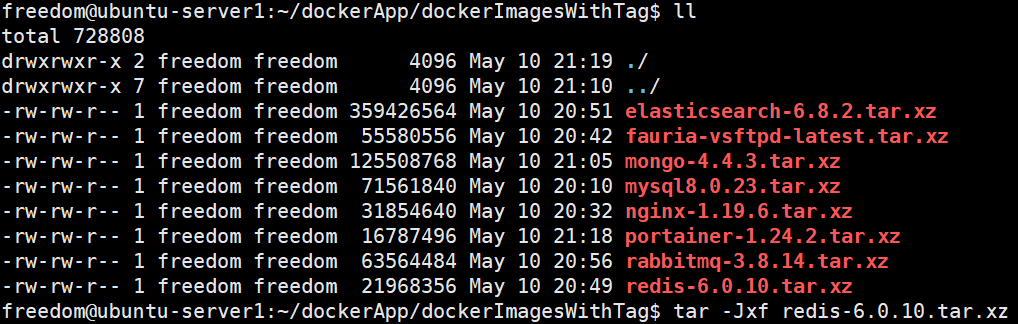 freedom@ubuntu-server1:~/dockerApp/dockerImagesWithTag$ ll
total 728808
drwxrwxr-x 2 freedom freedom      4096 May 10 21:19 ./
drwxrwxr-x 7 freedom freedom      4096 May 10 21:10 ../
-rw-rw-r-- 1 freedom freedom 359426564 May 10 20:51 elasticsearch-6.8.2.tar.xz
-rw-rw-r-- 1 freedom freedom  55580556 May 10 20:42 fauria-vsftpd-latest.tar.xz
-rw-rw-r-- 1 freedom freedom 125508768 May 10 21:05 mongo-4.4.3.tar.xz
-rw-rw-r-- 1 freedom freedom  71561840 May 10 20:10 mysql8.0.23.tar.xz
-rw-rw-r-- 1 freedom freedom  31854640 May 10 20:32 nginx-1.19.6.tar.xz
-rw-rw-r-- 1 freedom freedom  16787496 May 10 21:18 portainer-1.24.2.tar.xz
-rw-rw-r-- 1 freedom freedom  63564484 May 10 20:56 rabbitmq-3.8.14.tar.xz
-rw-rw-r-- 1 freedom freedom  21968356 May 10 20:49 redis-6.0.10.tar.xz
freedom@ubuntu-server1:~/dockerApp/dockerImagesWithTag$ tar -Jxf redis-6.0.10.tar.xz